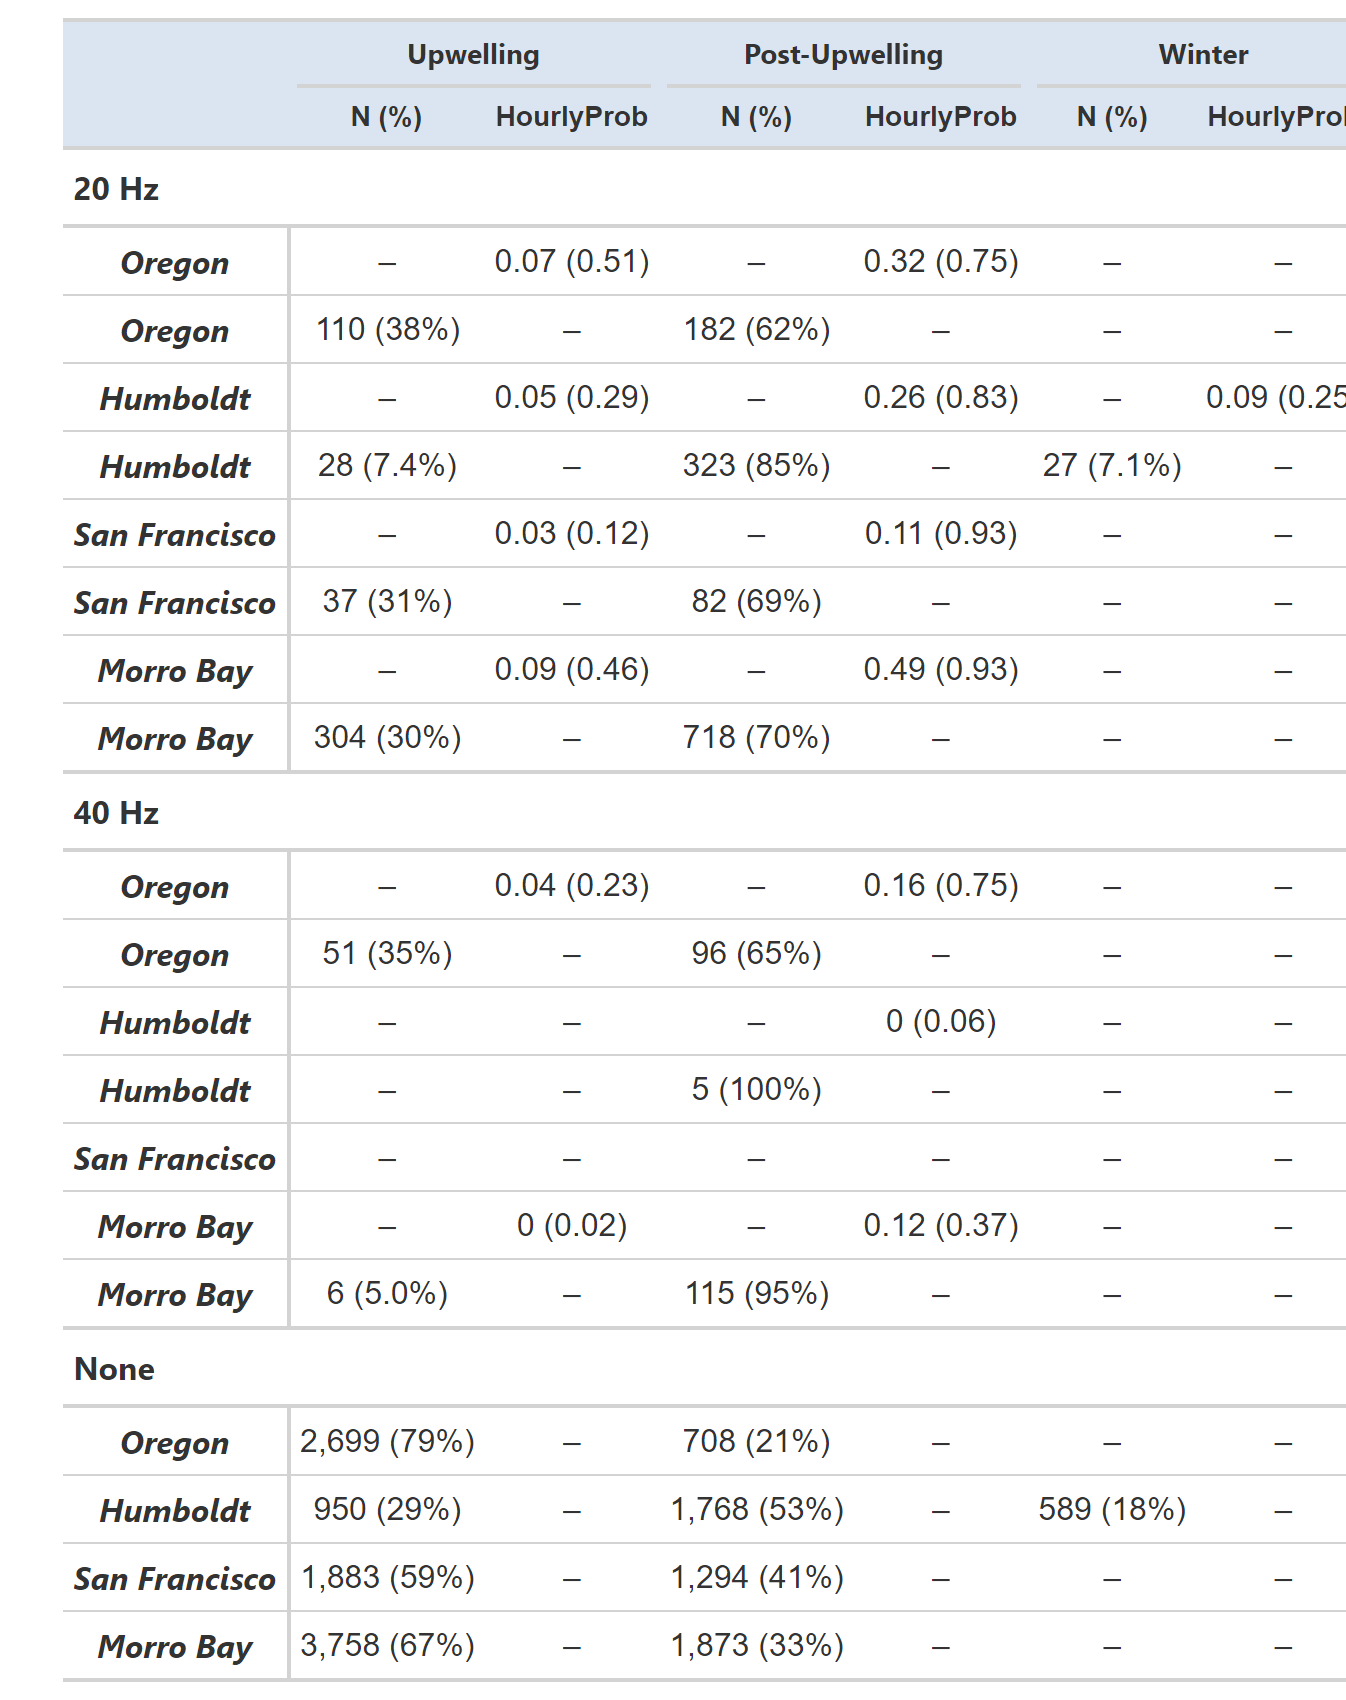 Upwelling Post-Upwelling Winter
N (%) HourlyProb N (%) HourlyProb N (%) HourlyPro
20 Hz
Oregon – 0.07 (0.51) – 0.32 (0.75) – –
Oregon 110 (38%) – 182 (62%) – – –
Humboldt – 0.05 (0.29) – 0.26 (0.83) – 0.09 (0.25
Humboldt 28 (7.4%) – 323 (85%) – 27 (7.1%) –
San Francisco – 0.03 (0.12) – 0.11 (0.93) – –
San Francisco 37 (31%) – 82 (69%) – – –
Morro Bay – 0.09 (0.46) – 0.49 (0.93) – –
Morro Bay 304 (30%) – 718 (70%) – – –
40 Hz
Oregon – 0.04 (0.23) – 0.16 (0.75) – –
Oregon 51 (35%) – 96 (65%) – – –
Humboldt – – – 0 (0.06) – –
Humboldt – – 5 (100%) – – –
San Francisco – – – – – –
Morro Bay – 0 (0.02) – 0.12 (0.37) – –
Morro Bay 6 (5.0%) – 115 (95%) – – –
None
Oregon 2,699 (79%) – 708 (21%) – – –
Humboldt 950 (29%) – 1,768 (53%) – 589 (18%) –
San Francisco 1,883 (59%) – 1,294 (41%) – – –
Morro Bay 3,758 (67%) – 1,873 (33%) – – –